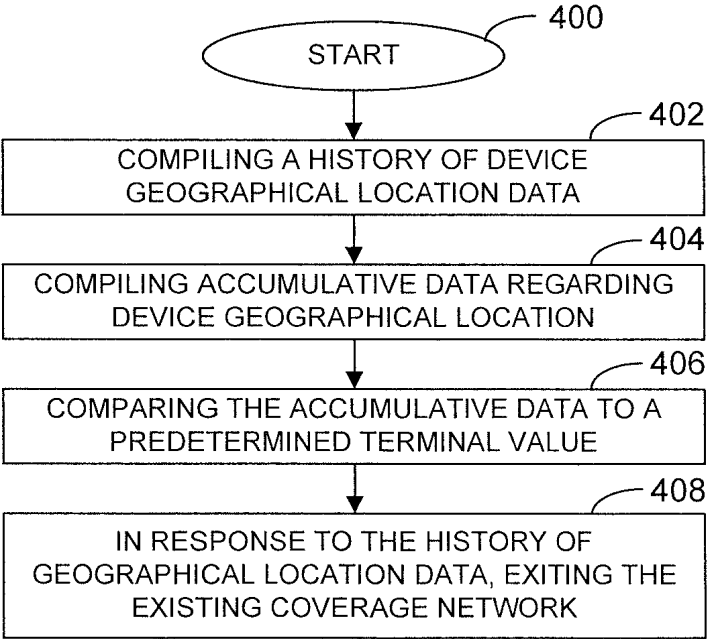 400
START
402
COMPILING A HISTORY OF DEVICE
GEOGRAPHICAL LOCATION DATA
404
COMPILING ACCUMULATIVE DATA REGARDING
DEVICE GEOGRAPHICAL LOCATION
406
COMPARING THE ACCUMULATIVE DATA TO A
PREDETERMINED TERMINAL VALUE
408
IN RESPONSE TO THE HISTORY OF
GEOGRAPHICAL LOCATION DATA, EXITING THE
EXISTING COVERAGE NETWORK